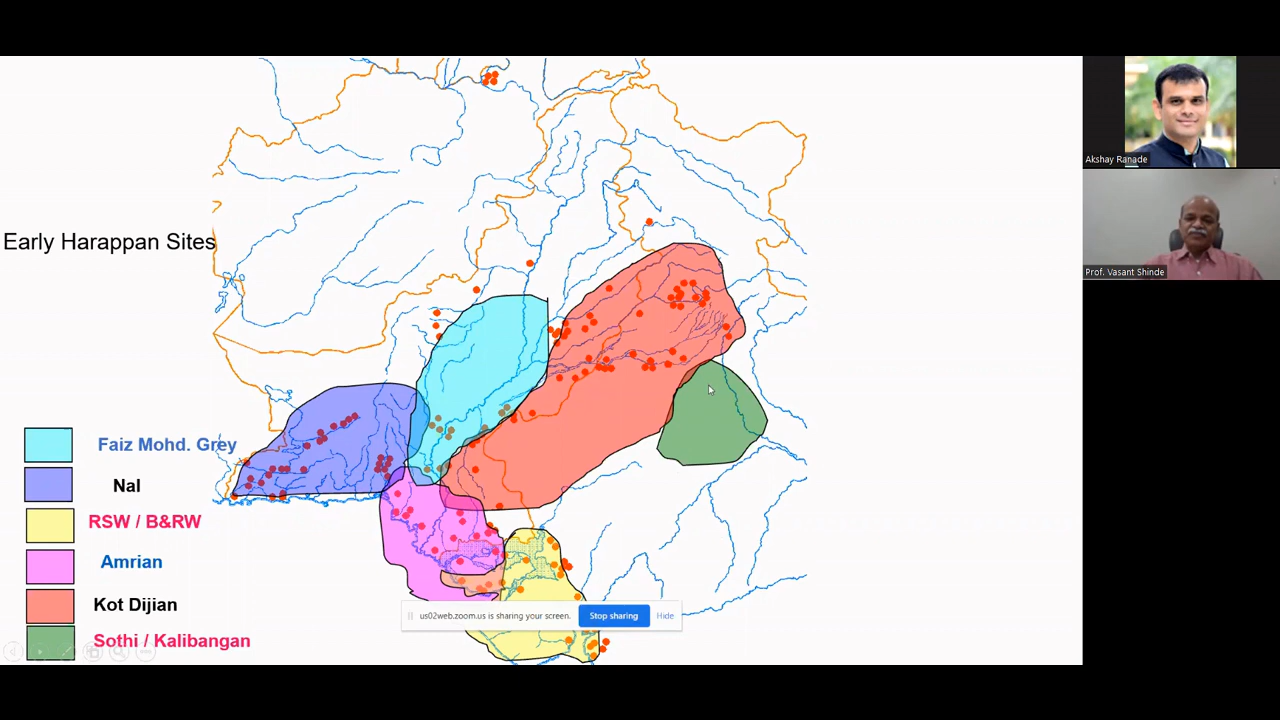 Early Harappan Sites
Faiz Mohd. Grey
Nal
RSW / B&RW
Amrian
Kot Dijian
Sothi / Kalibangan
us02web.zoom.us is sharing your screen.
Stop sharing
Hide
Akshay Ranade
Prof. Vasant Shinde